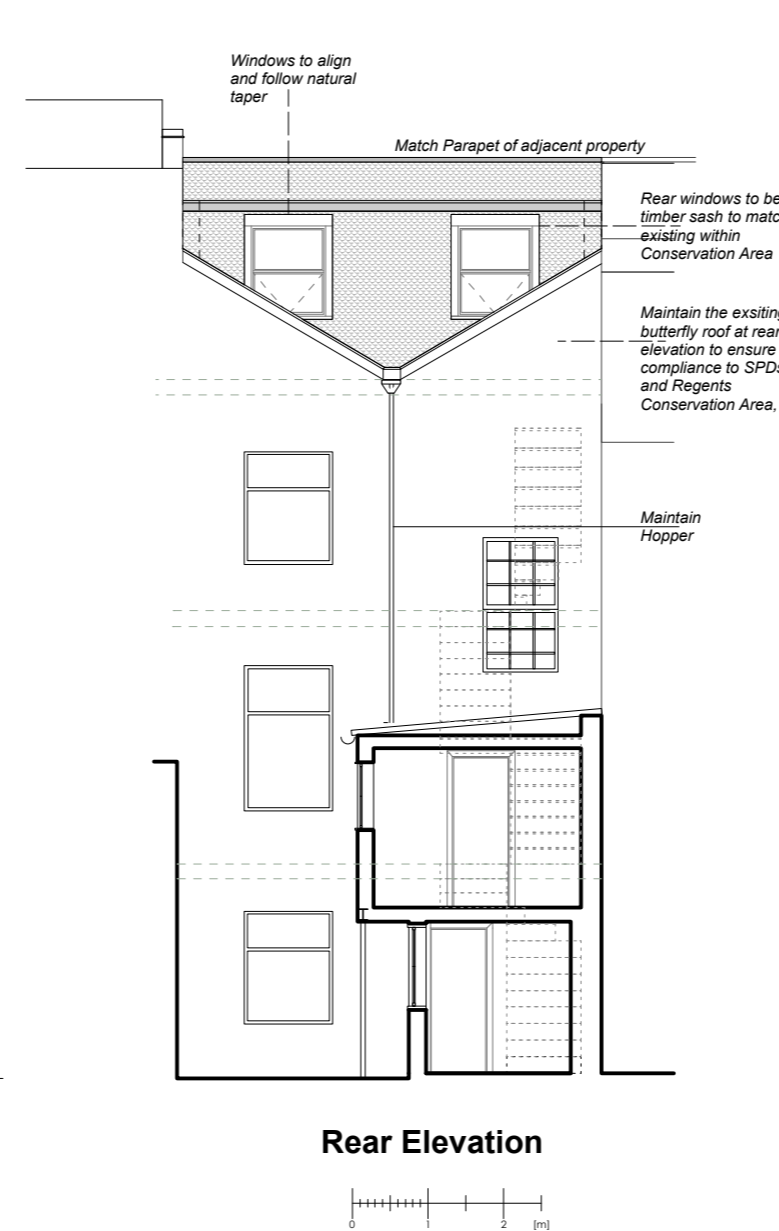 Windows to align
and follow natural
taper
Match Parapet of adjacent property
Rear windows to be
timber sash to matc
existing within
Conservation Area
Maintain the exsiting
butterfly roof at rear
elevation to ensure
compliance to SPDs
and Regents
Conservation Area,
Maintain
Hopper
Rear Elevation
0 1 2 [m]